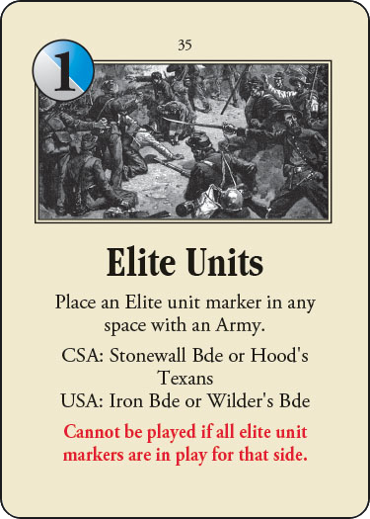 35
1
Elite Units
Place an Elite unit marker in any
space with an Army.
CSA: Stonewall Bde or Hood's
Texans
USA: Iron Bde or Wilder's Bde
Cannot be played if all elite unit
markers are in play for that side.